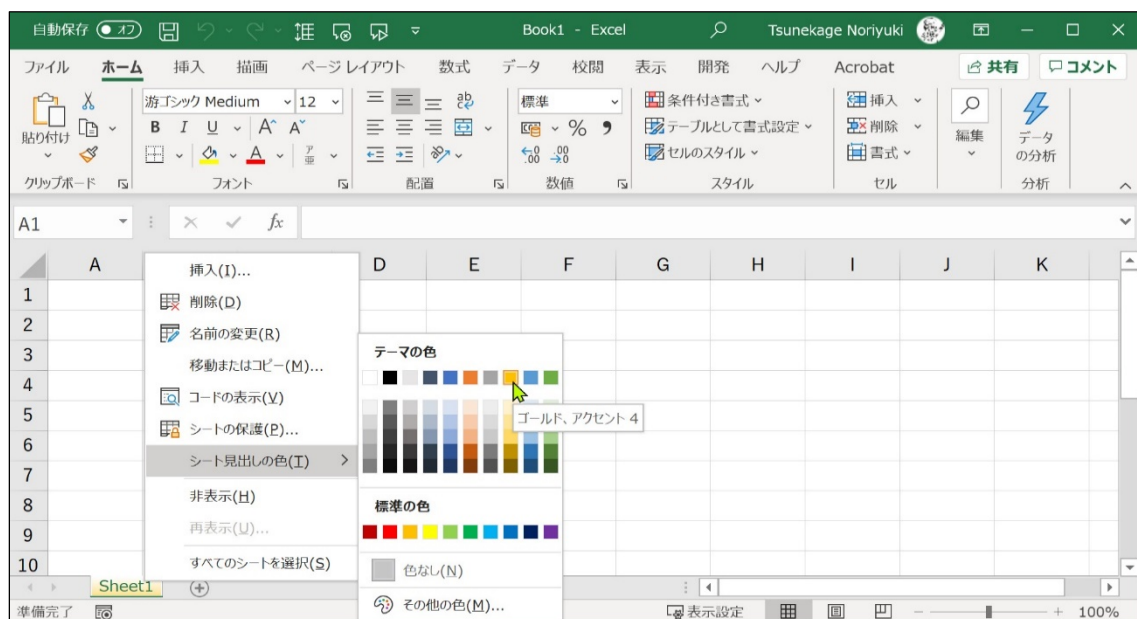 自動保存 オフ Book1 - Excel Tsunekage Noriyuki
ファイル ホーム 挿入 描画 ページ レイアウト 数式 データ 校閲 表示 開発 ヘルプ Acrobat 共有 コメント
貼り付け
クリップボード
游ゴシック Medium 12
B I U A A
A ア亜
フォント
ab
配置
標準
% 9
.00 .00
数値
条件付き書式
テーブルとして書式設定
セルのスタイル
スタイル
挿入
削除
書式
セル
編集
データ
の分析
分析
A1 fx
A D E F G H I J K
1
2
3
4
5
6
7
8
9
10
挿入(I)...
削除(D)
名前の変更(R)
移動またはコピー(M)...
コードの表示(V)
シートの保護(P)...
シート見出しの色(T)
非表示(H)
再表示(U)...
すべてのシートを選択(S)
テーマの色
ゴールド、アクセント 4
標準の色
色なし(N)
その他の色(M)...
Sheet1
準備完了 表示設定 100%